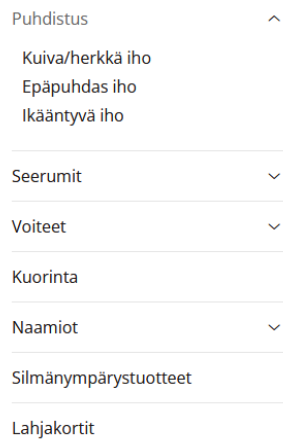 Puhdistus
Kuiva/herkkä iho
Epäpuhdas iho
Ikääntyvä iho
Seerumit
Voiteet
Kuorinta
Naamiot
Silmänympärystuotteet
Lahjakortit